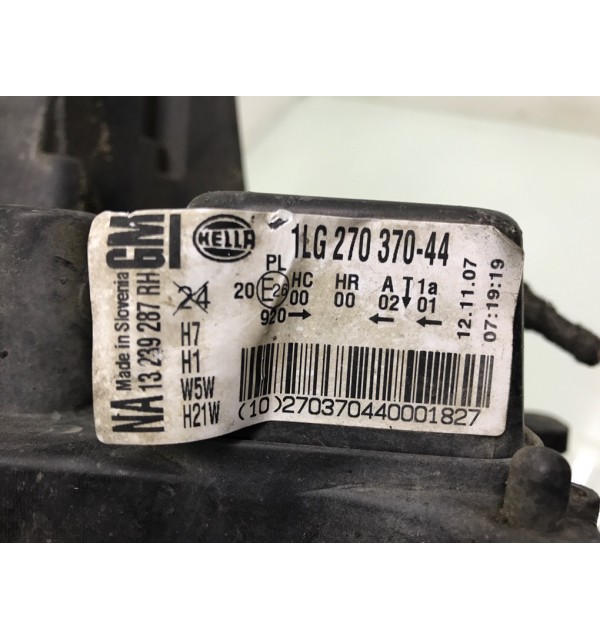 GM
Made in Slovenia
NA 13 239 287 RH
HELLA
1LG 270 370-44
24
H7
H1
W5W
H21W
PL HC HR A T 1a
20 E26 00 00 02 01
920
12.11.07
07:19:19
(10)270370440001827